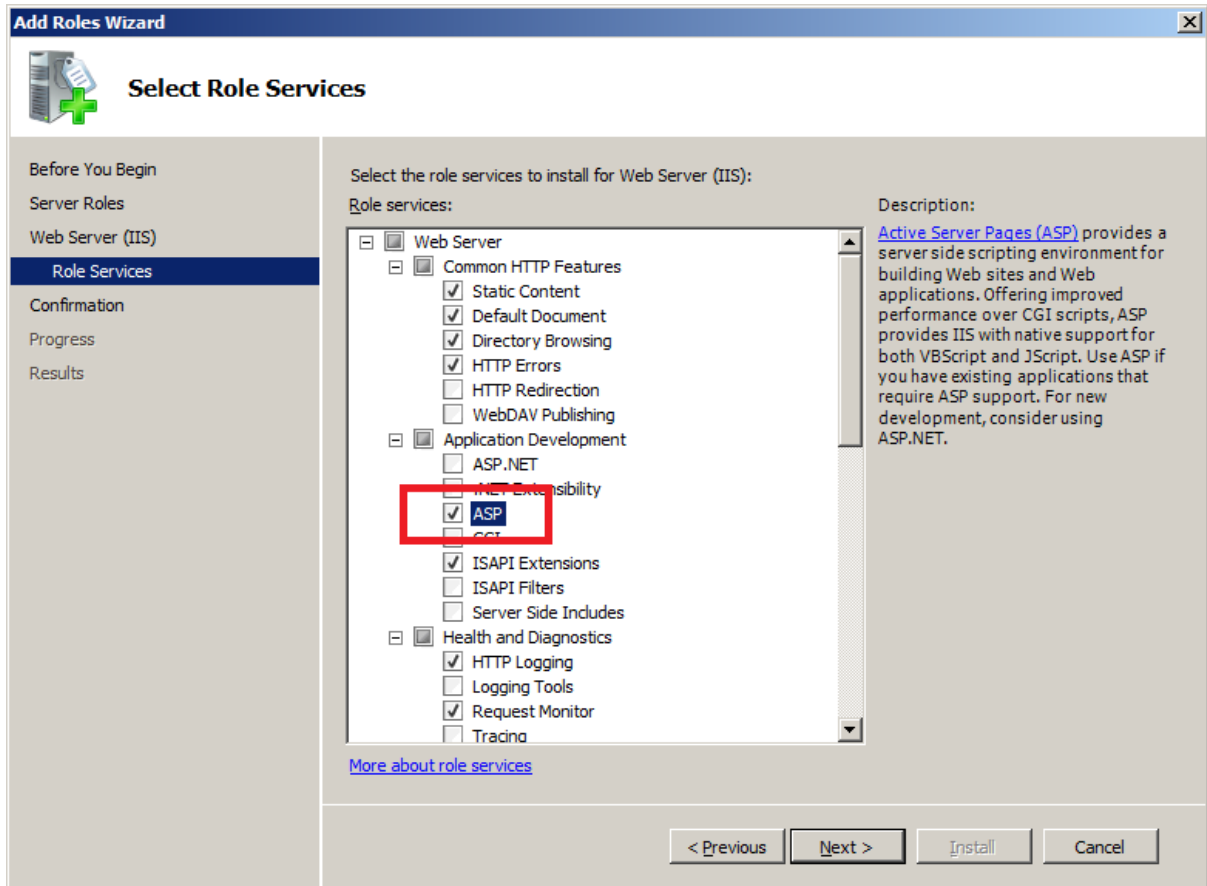 Add Roles Wizard
Select Role Services
Before You Begin
Server Roles
Web Server (IIS)
Role Services
Confirmation
Progress
Results
Select the role services to install for Web Server (IIS):
Role services:
Web Server
Common HTTP Features
Static Content
Default Document
Directory Browsing
HTTP Errors
HTTP Redirection
WebDAV Publishing
Application Development
ASP.NET
.NET Extensibility
ASP
CGI
ISAPI Extensions
ISAPI Filters
Server Side Includes
Health and Diagnostics
HTTP Logging
Logging Tools
Request Monitor
Tracing
More about role services
Description:
Active Server Pages (ASP) provides a
server side scripting environment for
building Web sites and Web
applications. Offering improved
performance over CGI scripts, ASP
provides IIS with native support for
both VBScript and JScript. Use ASP if
you have existing applications that
require ASP support. For new
development, consider using
ASP.NET.
< Previous
Next >
Install
Cancel